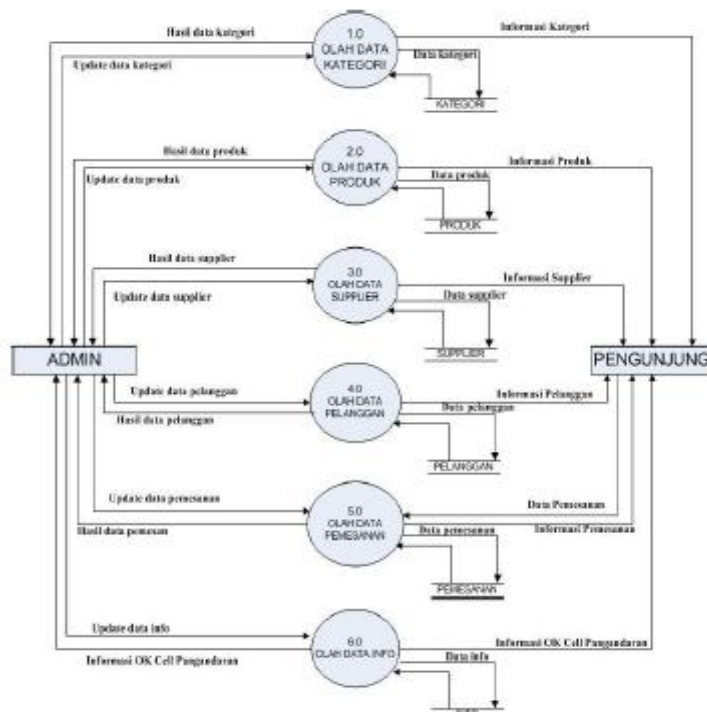 Hasil data kategori
1.0
OLAH DATA
KATEGORI
Informasi Kategori
Update data kategori
Data kategori
KATEGORI
Hasil data produk
2.0
OLAH DATA
PRODUK
Informasi Produk
Update data produk
Data produk
PRODUK
Hasil data supplier
3.0
OLAH DATA
SUPPLIER
Informasi Supplier
Update data supplier
Data supplier
SUPPLIER
ADMIN
PENGUNJUNG
Update data pelanggan
4.0
OLAH DATA
PELANGGAN
Informasi Pelanggan
Hasil data pelanggan
Data pelanggan
PELANGGAN
Update data pemesanan
5.0
OLAH DATA
PEMESANAN
Data Pemesanan
Hasil data pemesan
Data pemesanan
Informasi Pemesanan
PEMESANAN
Update data info
6.0
OLAH DATA INFO
Informasi OK Cell Pangandaran
Informasi OK Cell Pangandaran
Data info